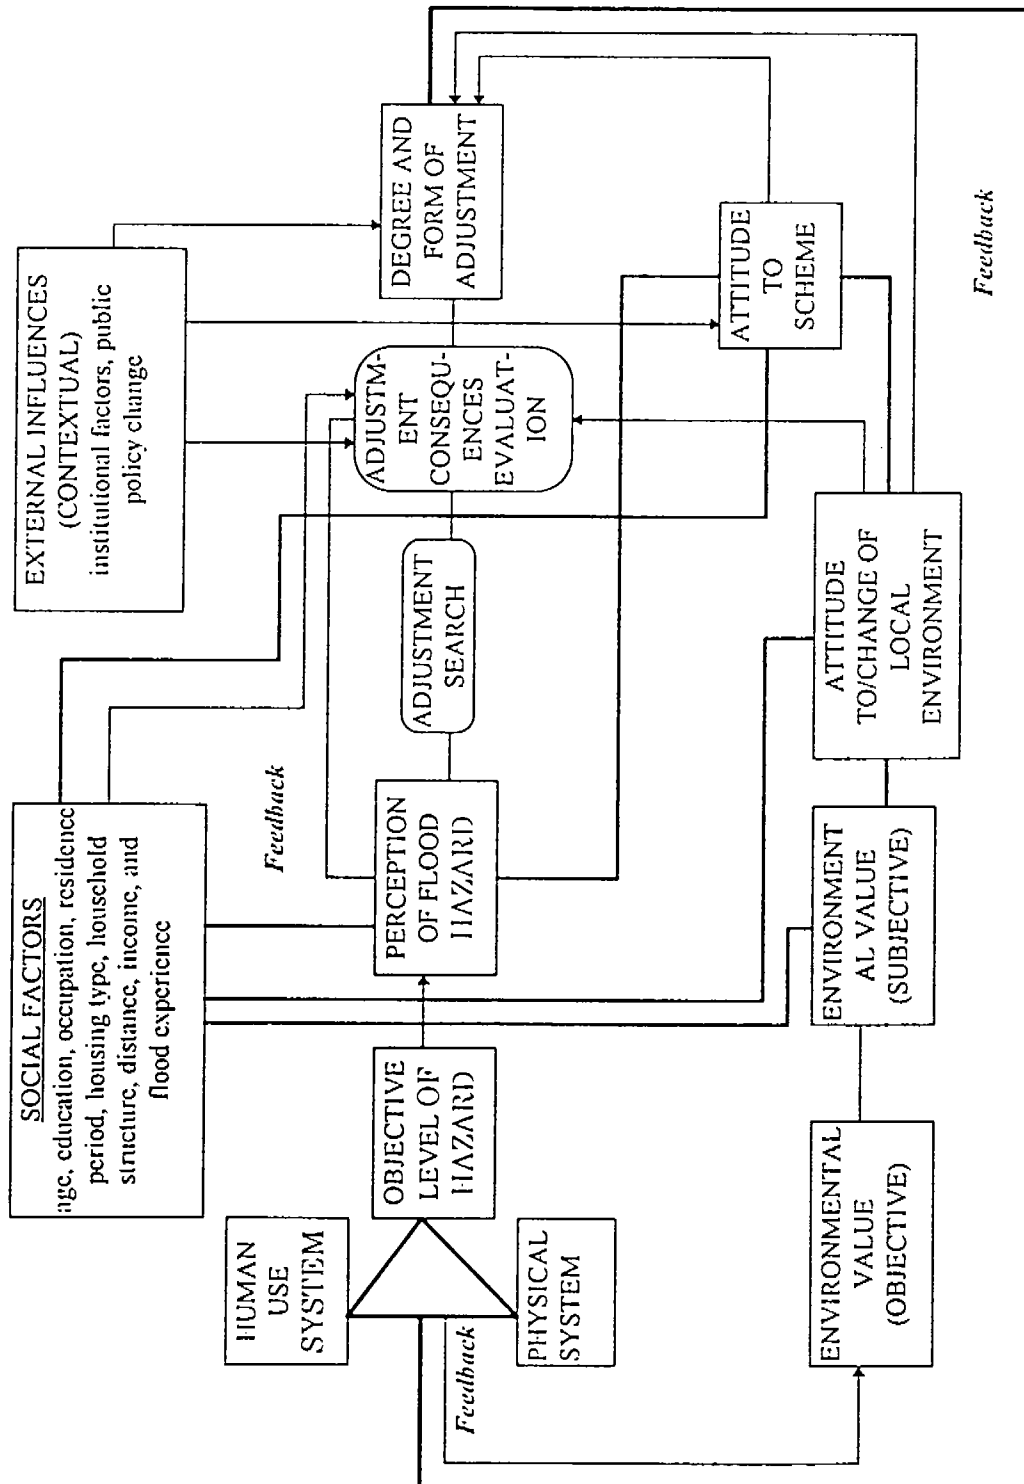 SOCIAL FACTORS
age, education, occupation, residence
period, housing type, household
structure, distance, income, and
flood experience
EXTERNAL INFLUENCES
(CONTEXTUAL)
institutional factors, public
policy change
Feedback
HUMAN
USE
SYSTEM
PHYSICAL
SYSTEM
Feedback
OBJECTIVE
LEVEL OF
HAZARD
PERCEPTION
OF FLOOD
HAZARD
ADJUSTMENT
SEARCH
ADJUSTM-
ENT
CONSEQU-
ENCES
EVALUAT-
ION
DEGREE AND
FORM OF
ADJUSTMENT
ATTITUDE
TO
SCHEME
ENVIRONMENTAL
VALUE
(OBJECTIVE)
ENVIRONMENT
AL VALUE
(SUBJECTIVE)
ATTITUDE
TO/CHANGE OF
LOCAL
ENVIRONMENT
Feedback